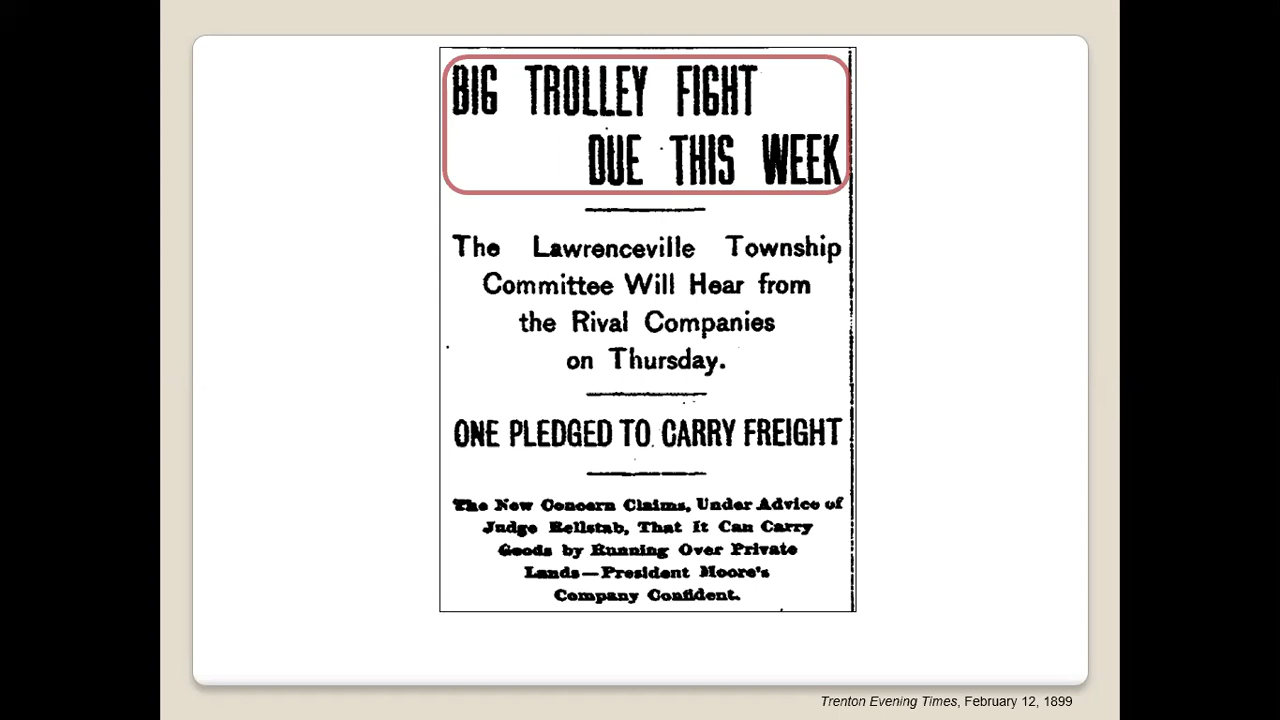 BIG TROLLEY FIGHT
DUE THIS WEEK
The Lawrenceville Township
Committee Will Hear from
the Rival Companies
on Thursday.
ONE PLEDGED TO CARRY FREIGHT
The New Concern Claims, Under Advice of
Judge Rellstab, That It Can Carry
Goods by Running Over Private
Lands—President Moore's
Company Confident.
Trenton Evening Times, February 12, 1899